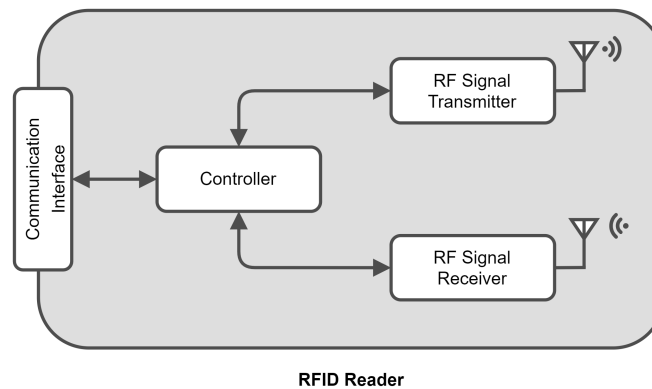 RF Signal
Transmitter
Communication
Interface
Controller
RF Signal
Receiver
RFID Reader